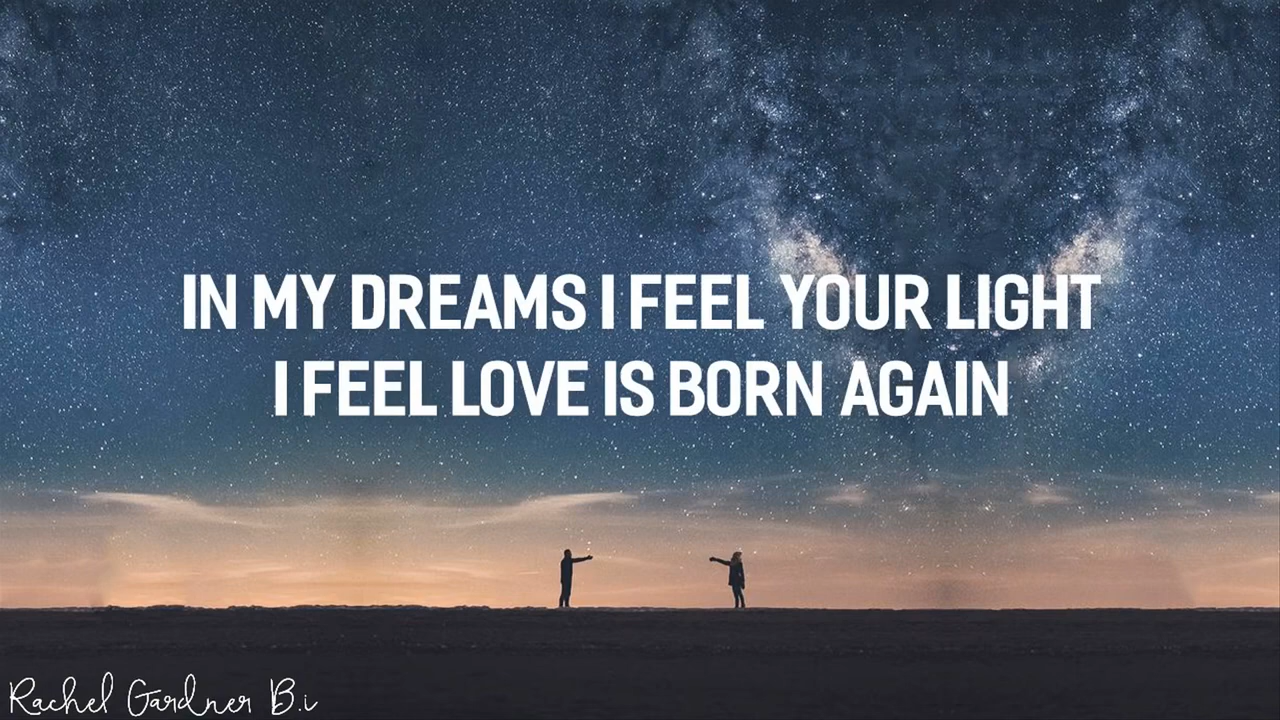 IN MY DREAMS I FEEL YOUR LIGHT
I FEEL LOVE IS BORN AGAIN
Rachel Gardner B.i